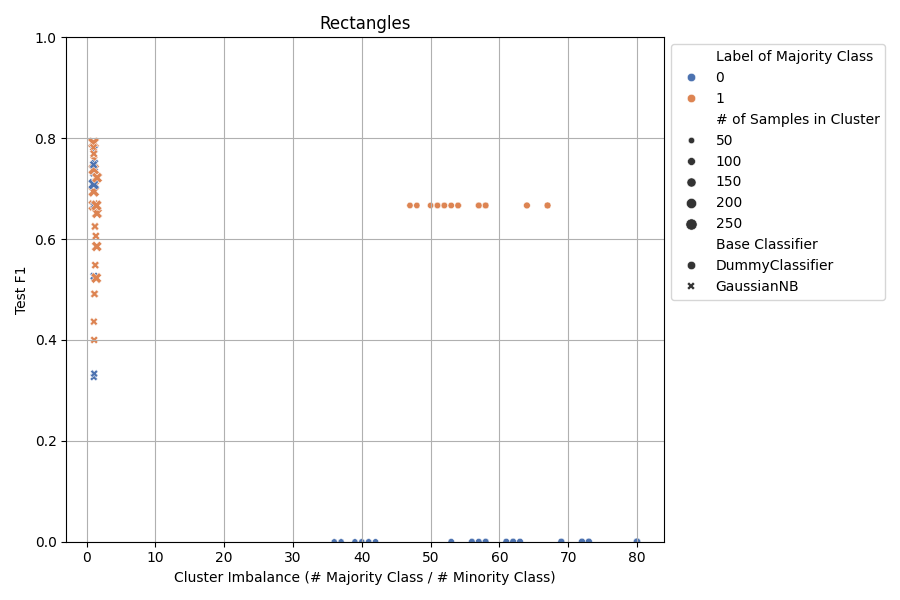 Rectangles
1.0
0.8
0.6
0.4
0.2
0.0
Test F1
0 10 20 30 40 50 60 70 80
Cluster Imbalance (# Majority Class / # Minority Class)
Label of Majority Class
0
1
# of Samples in Cluster
50
100
150
200
250
Base Classifier
DummyClassifier
GaussianNB